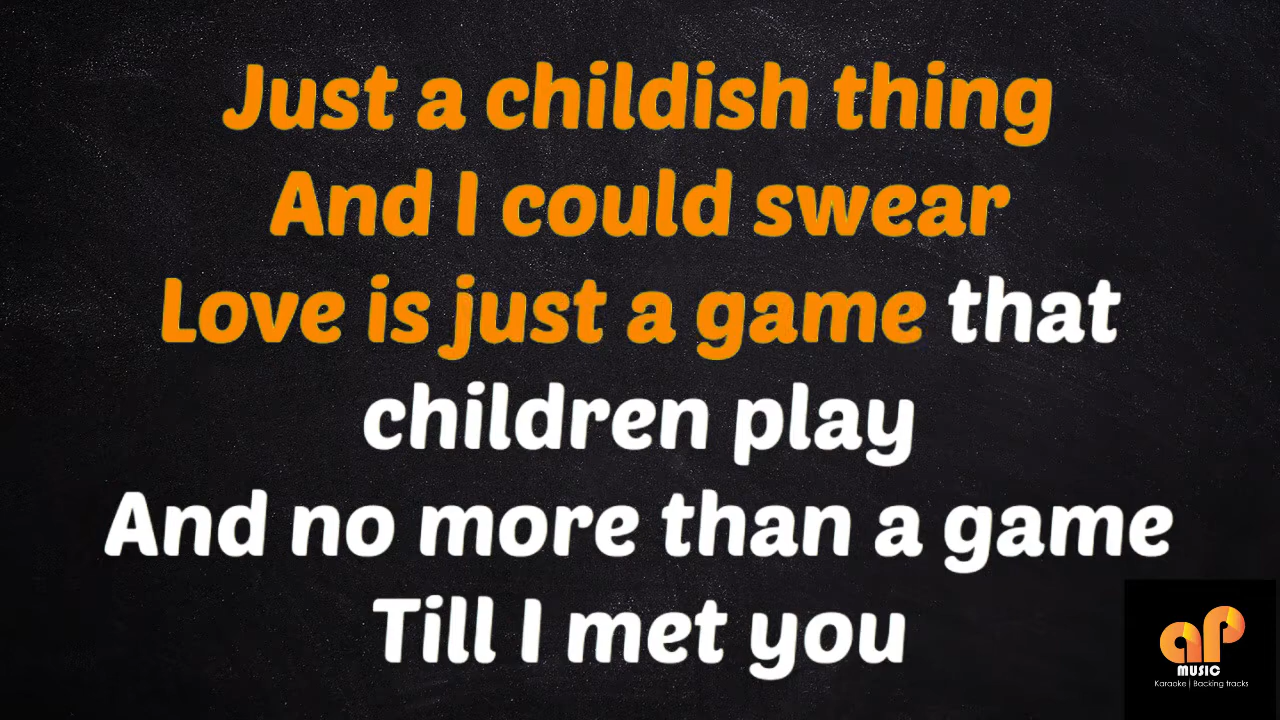 Just a childish thing
And I could swear
Love is just a game that
children play
And no more than a game
Till I met you
aP
MUSIC
Karaoke | Backing tracks